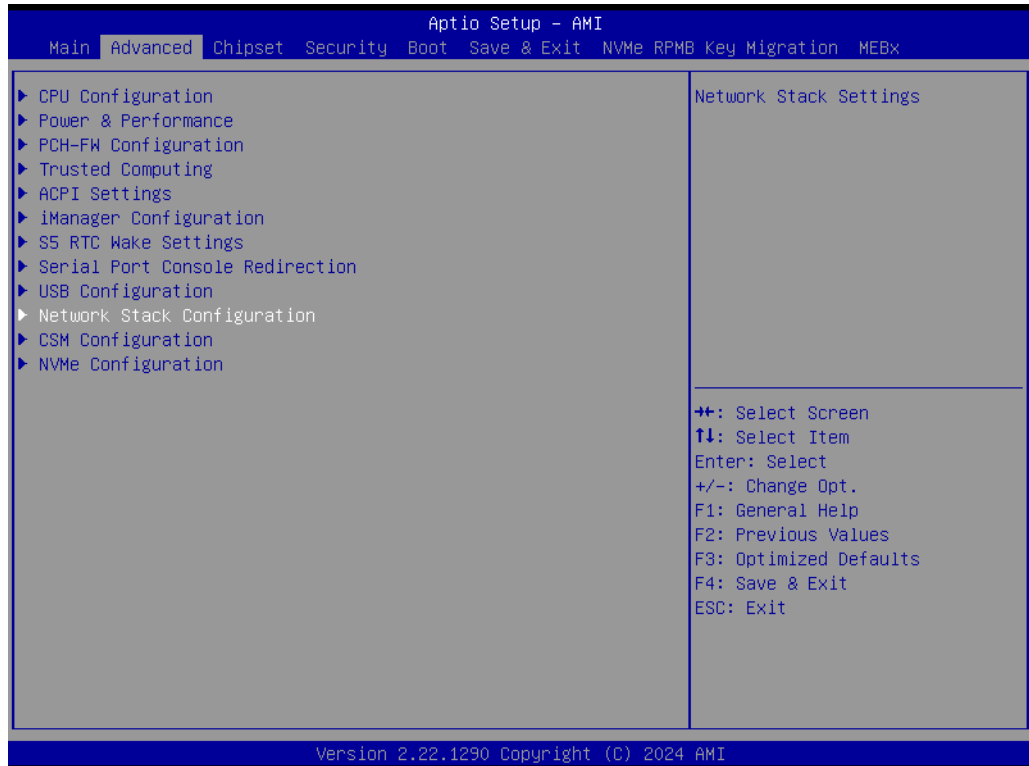 Aptio Setup – AMI
Main Advanced Chipset Security Boot Save & Exit NVMe RPMB Key Migration MEBx
▶ CPU Configuration
▶ Power & Performance
▶ PCH-FW Configuration
▶ Trusted Computing
▶ ACPI Settings
▶ iManager Configuration
▶ S5 RTC Wake Settings
▶ Serial Port Console Redirection
▶ USB Configuration
▶ Network Stack Configuration
▶ CSM Configuration
▶ NVMe Configuration
Network Stack Settings
→←: Select Screen
↑↓: Select Item
Enter: Select
+/-: Change Opt.
F1: General Help
F2: Previous Values
F3: Optimized Defaults
F4: Save & Exit
ESC: Exit
Version 2.22.1290 Copyright (C) 2024 AMI